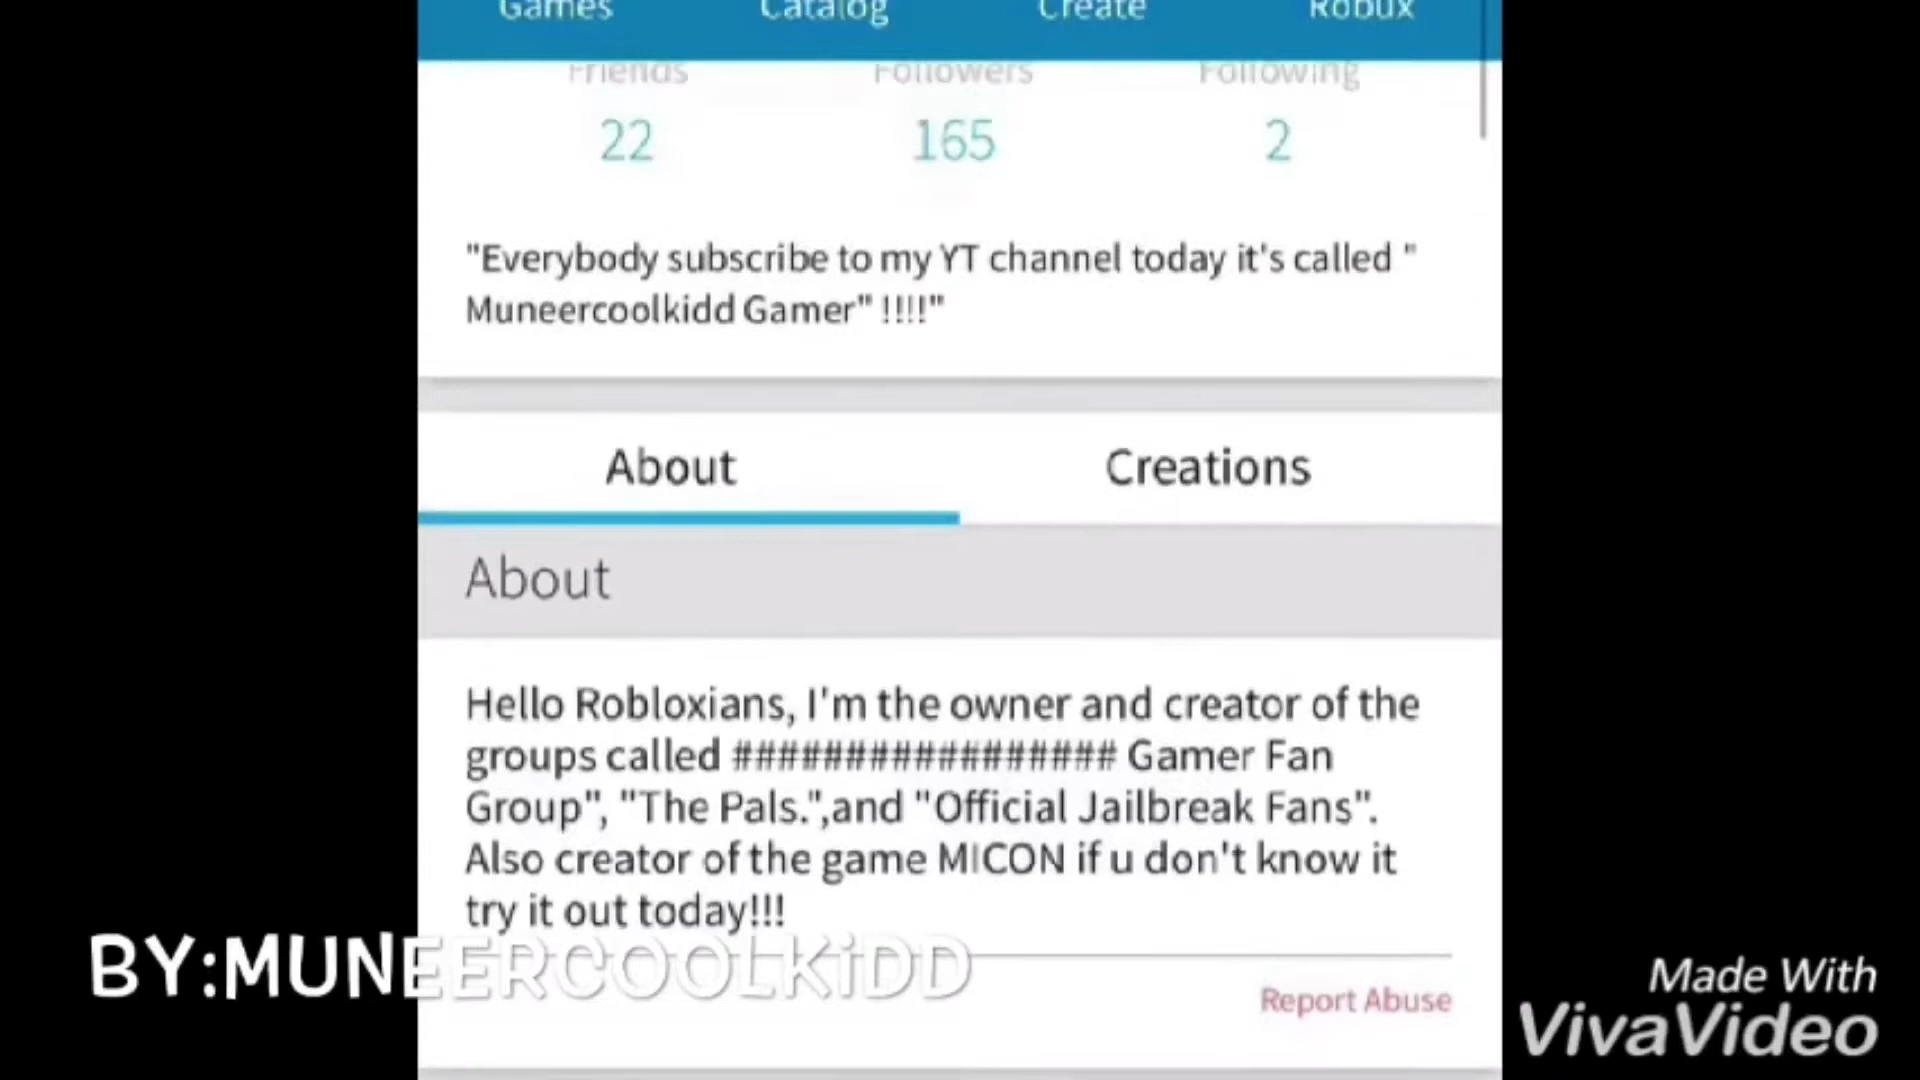 Games Catalog Create Robux
Friends Followers Following
22 165 2
"Everybody subscribe to my YT channel today it's called "
Muneercoolkidd Gamer" !!!!"
About Creations
About
Hello Robloxians, I'm the owner and creator of the
groups called ################# Gamer Fan
Group", "The Pals.",and "Official Jailbreak Fans".
Also creator of the game MICON if u don't know it
try it out today!!!
BY:MUNEERCOOLKiDD
Report Abuse
Made With
VivaVideo